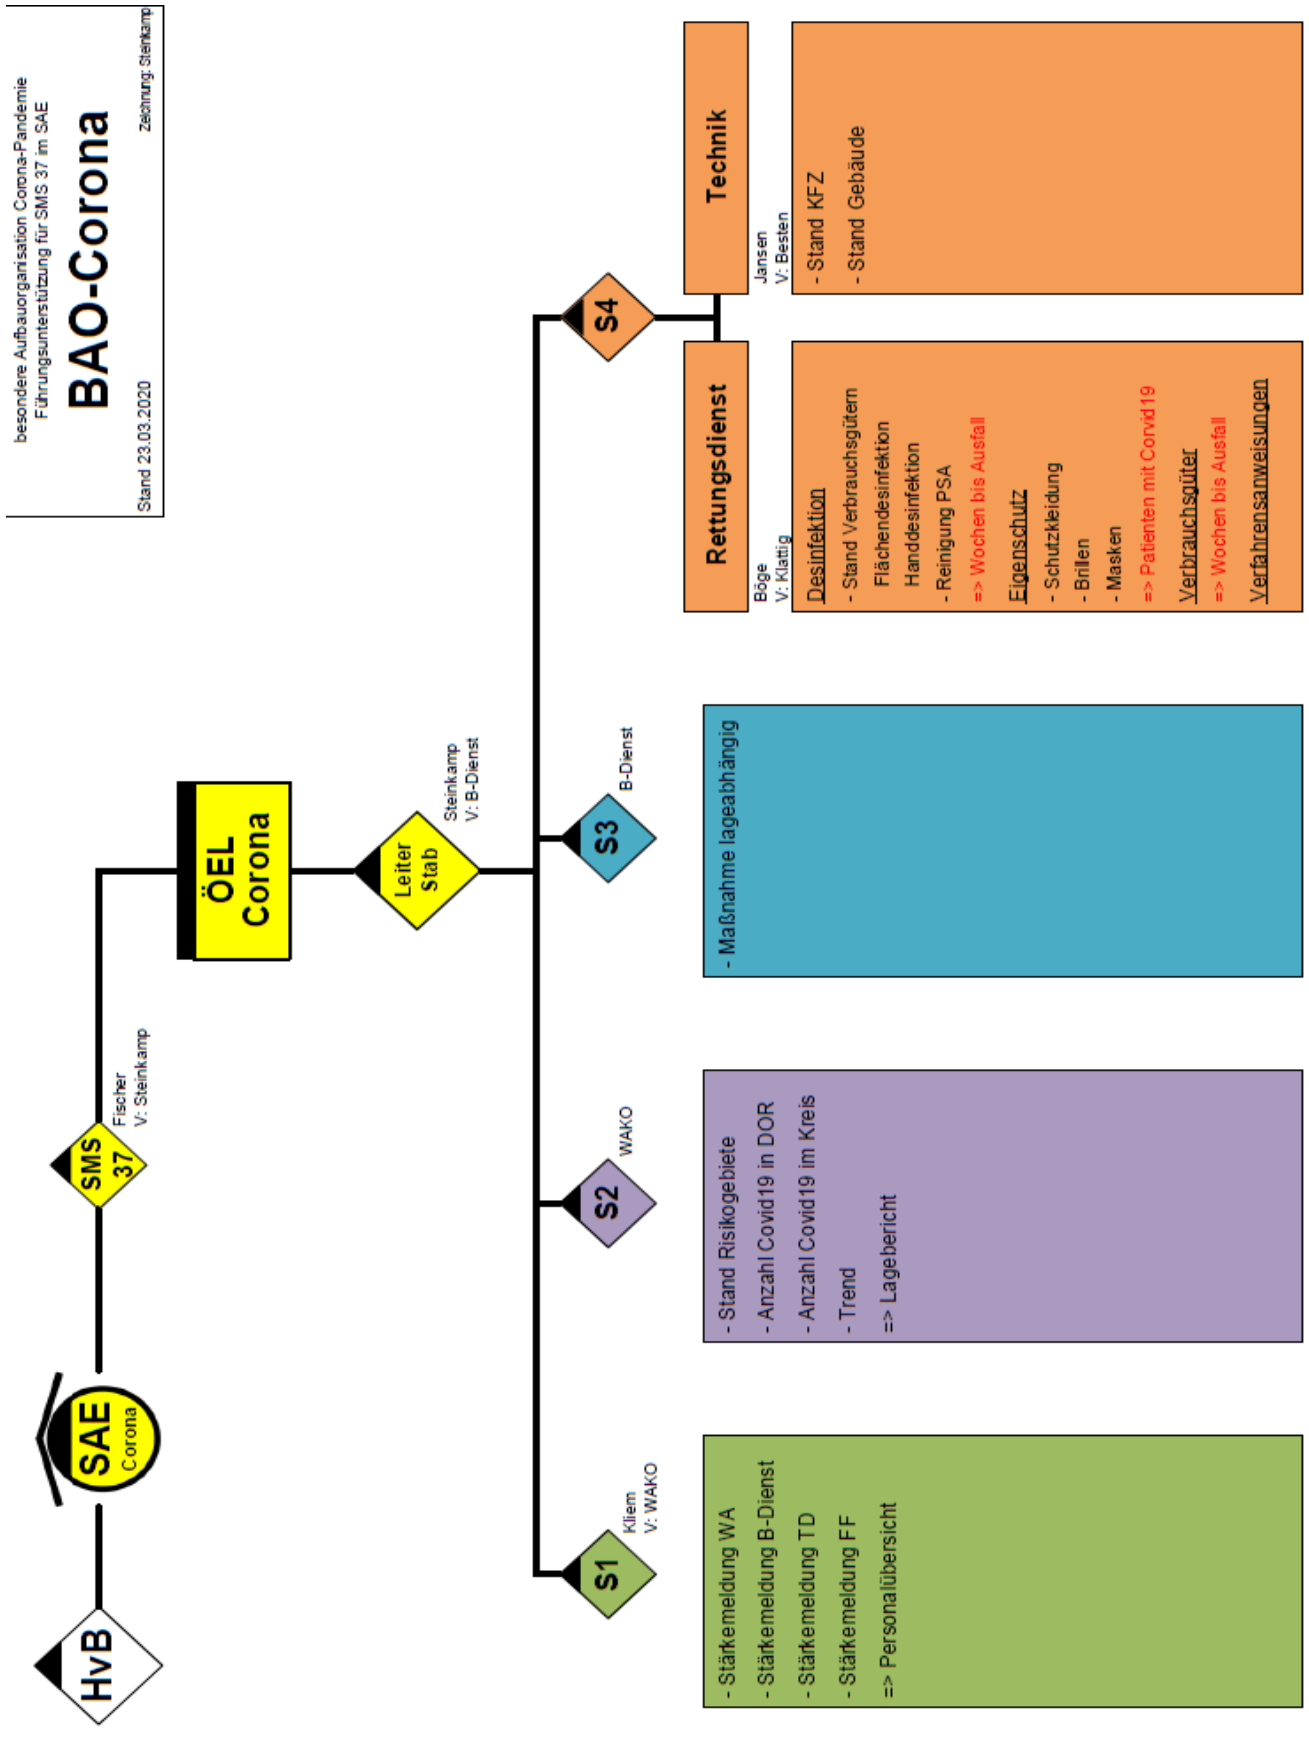 besondere Aufbauorganisation Corona-Pandemie
Führungsunterstützung für SMS 37 im SAE
BAO-Corona
Stand 23.03.2020
Zeichnung: Steinkamp
HvB
SAE
Corona
SMS
37
Fischer
V: Steinkamp
ÖEL
Corona
Leiter
Stab
Steinkamp
V: B-Dienst
S1
Kliem
V: WAKO
- Stärkemeldung WA
- Stärkemeldung B-Dienst
- Stärkemeldung TD
- Stärkemeldung FF
=> Personalübersicht
S2
WAKO
- Stand Risikogebiete
- Anzahl Covid19 in DOR
- Anzahl Covid19 im Kreis
- Trend
=> Lagebericht
S3
B-Dienst
- Maßnahme lageabhängig
S4
Rettungsdienst
Böge
V: Klattig
Desinfektion
- Stand Verbrauchsgütern
Flächendesinfektion
Handdesinfektion
- Reinigung PSA
=> Wochen bis Ausfall
Eigenschutz
- Schutzkleidung
- Brillen
- Masken
=> Patienten mit Corvid19
Verbrauchsgüter
=> Wochen bis Ausfall
Verfahrensanweisungen
Technik
Jansen
V: Besten
- Stand KFZ
- Stand Gebäude